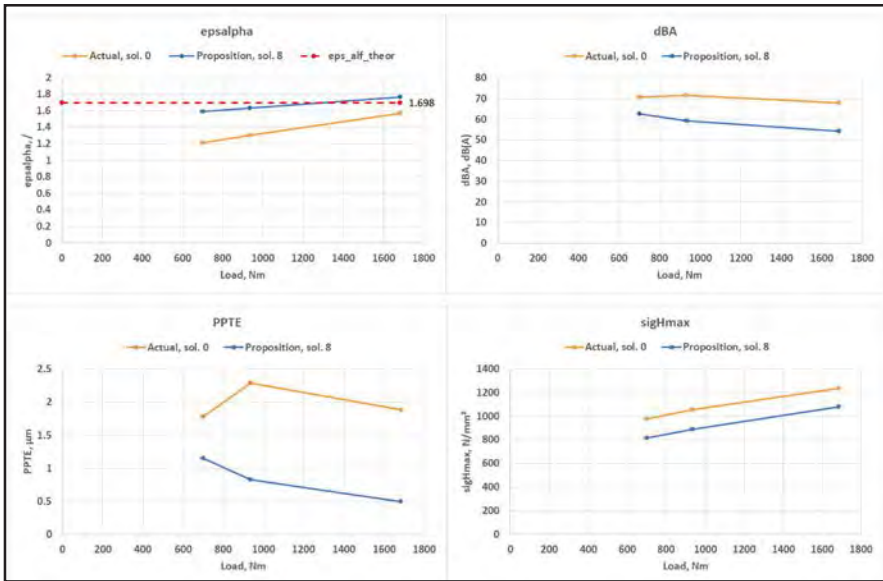 epsalpha
Actual, sol. 0 Proposition, sol. 8 eps_alf_theor
2
1.8
1.6
1.4
1.2
1
0.8
0.6
0.4
0.2
0
epsalpha, /
1.698
0 200 400 600 800 1000 1200 1400 1600 1800
Load, Nm
dBA
Actual, sol. 0 Proposition, sol. 8
80
70
60
50
40
30
20
10
0
dBA, dB(A)
0 200 400 600 800 1000 1200 1400 1600 1800
Load, Nm
PPTE
Actual, sol. 0 Proposition, sol. 8
2.5
2
1.5
1
0.5
0
PPTE, µm
0 200 400 600 800 1000 1200 1400 1600 1800
Load, Nm
sigHmax
Actual, sol. 0 Proposition, sol. 8
1400
1200
1000
800
600
400
200
0
sigHmax, N/mm²
0 200 400 600 800 1000 1200 1400 1600 1800
Load, Nm